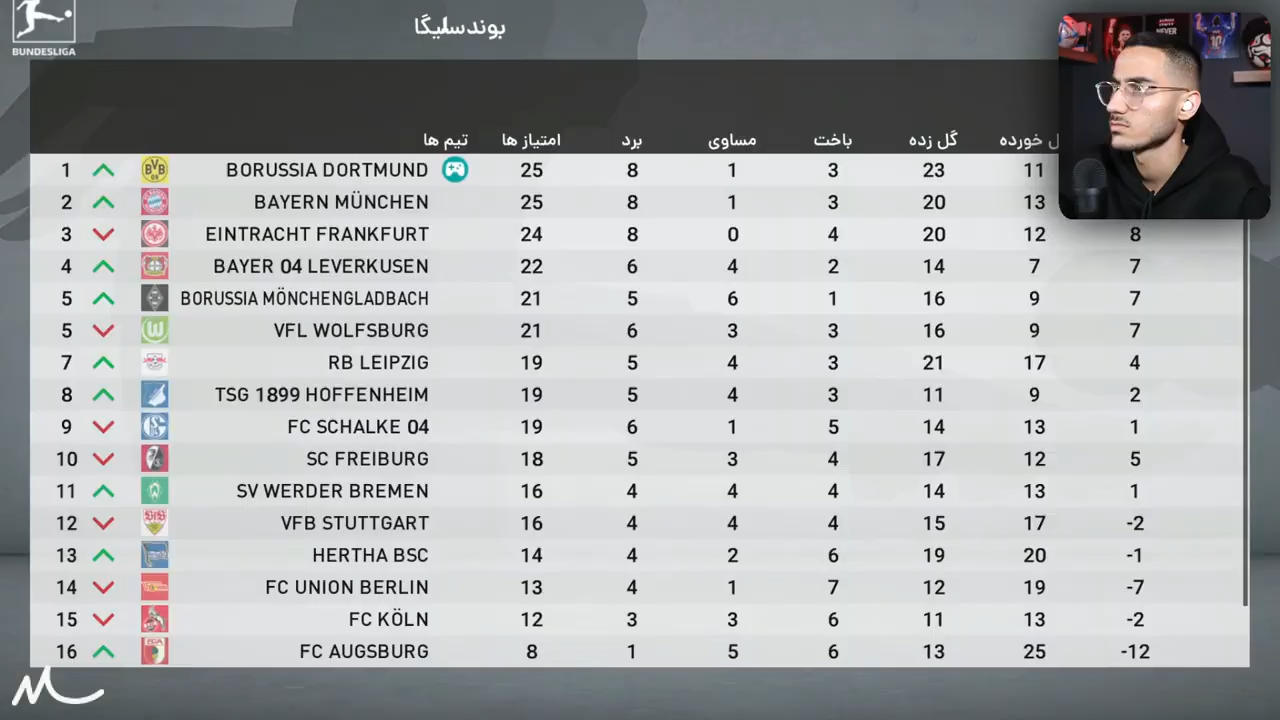 BUNDESLIGA
بوندسلیگا
تیم ها امتیاز ها برد مساوی باخت گل زده خورده
1 BORUSSIA DORTMUND 25 8 1 3 23 11
2 BAYERN MÜNCHEN 25 8 1 3 20 13
3 EINTRACHT FRANKFURT 24 8 0 4 20 12 8
4 BAYER 04 LEVERKUSEN 22 6 4 2 14 7 7
5 BORUSSIA MÖNCHENGLADBACH 21 5 6 1 16 9 7
5 VFL WOLFSBURG 21 6 3 3 16 9 7
7 RB LEIPZIG 19 5 4 3 21 17 4
8 TSG 1899 HOFFENHEIM 19 5 4 3 11 9 2
9 FC SCHALKE 04 19 6 1 5 14 13 1
10 SC FREIBURG 18 5 3 4 17 12 5
11 SV WERDER BREMEN 16 4 4 4 14 13 1
12 VFB STUTTGART 16 4 4 4 15 17 -2
13 HERTHA BSC 14 4 2 6 19 20 -1
14 FC UNION BERLIN 13 4 1 7 12 19 -7
15 FC KÖLN 12 3 3 6 11 13 -2
16 FC AUGSBURG 8 1 5 6 13 25 -12